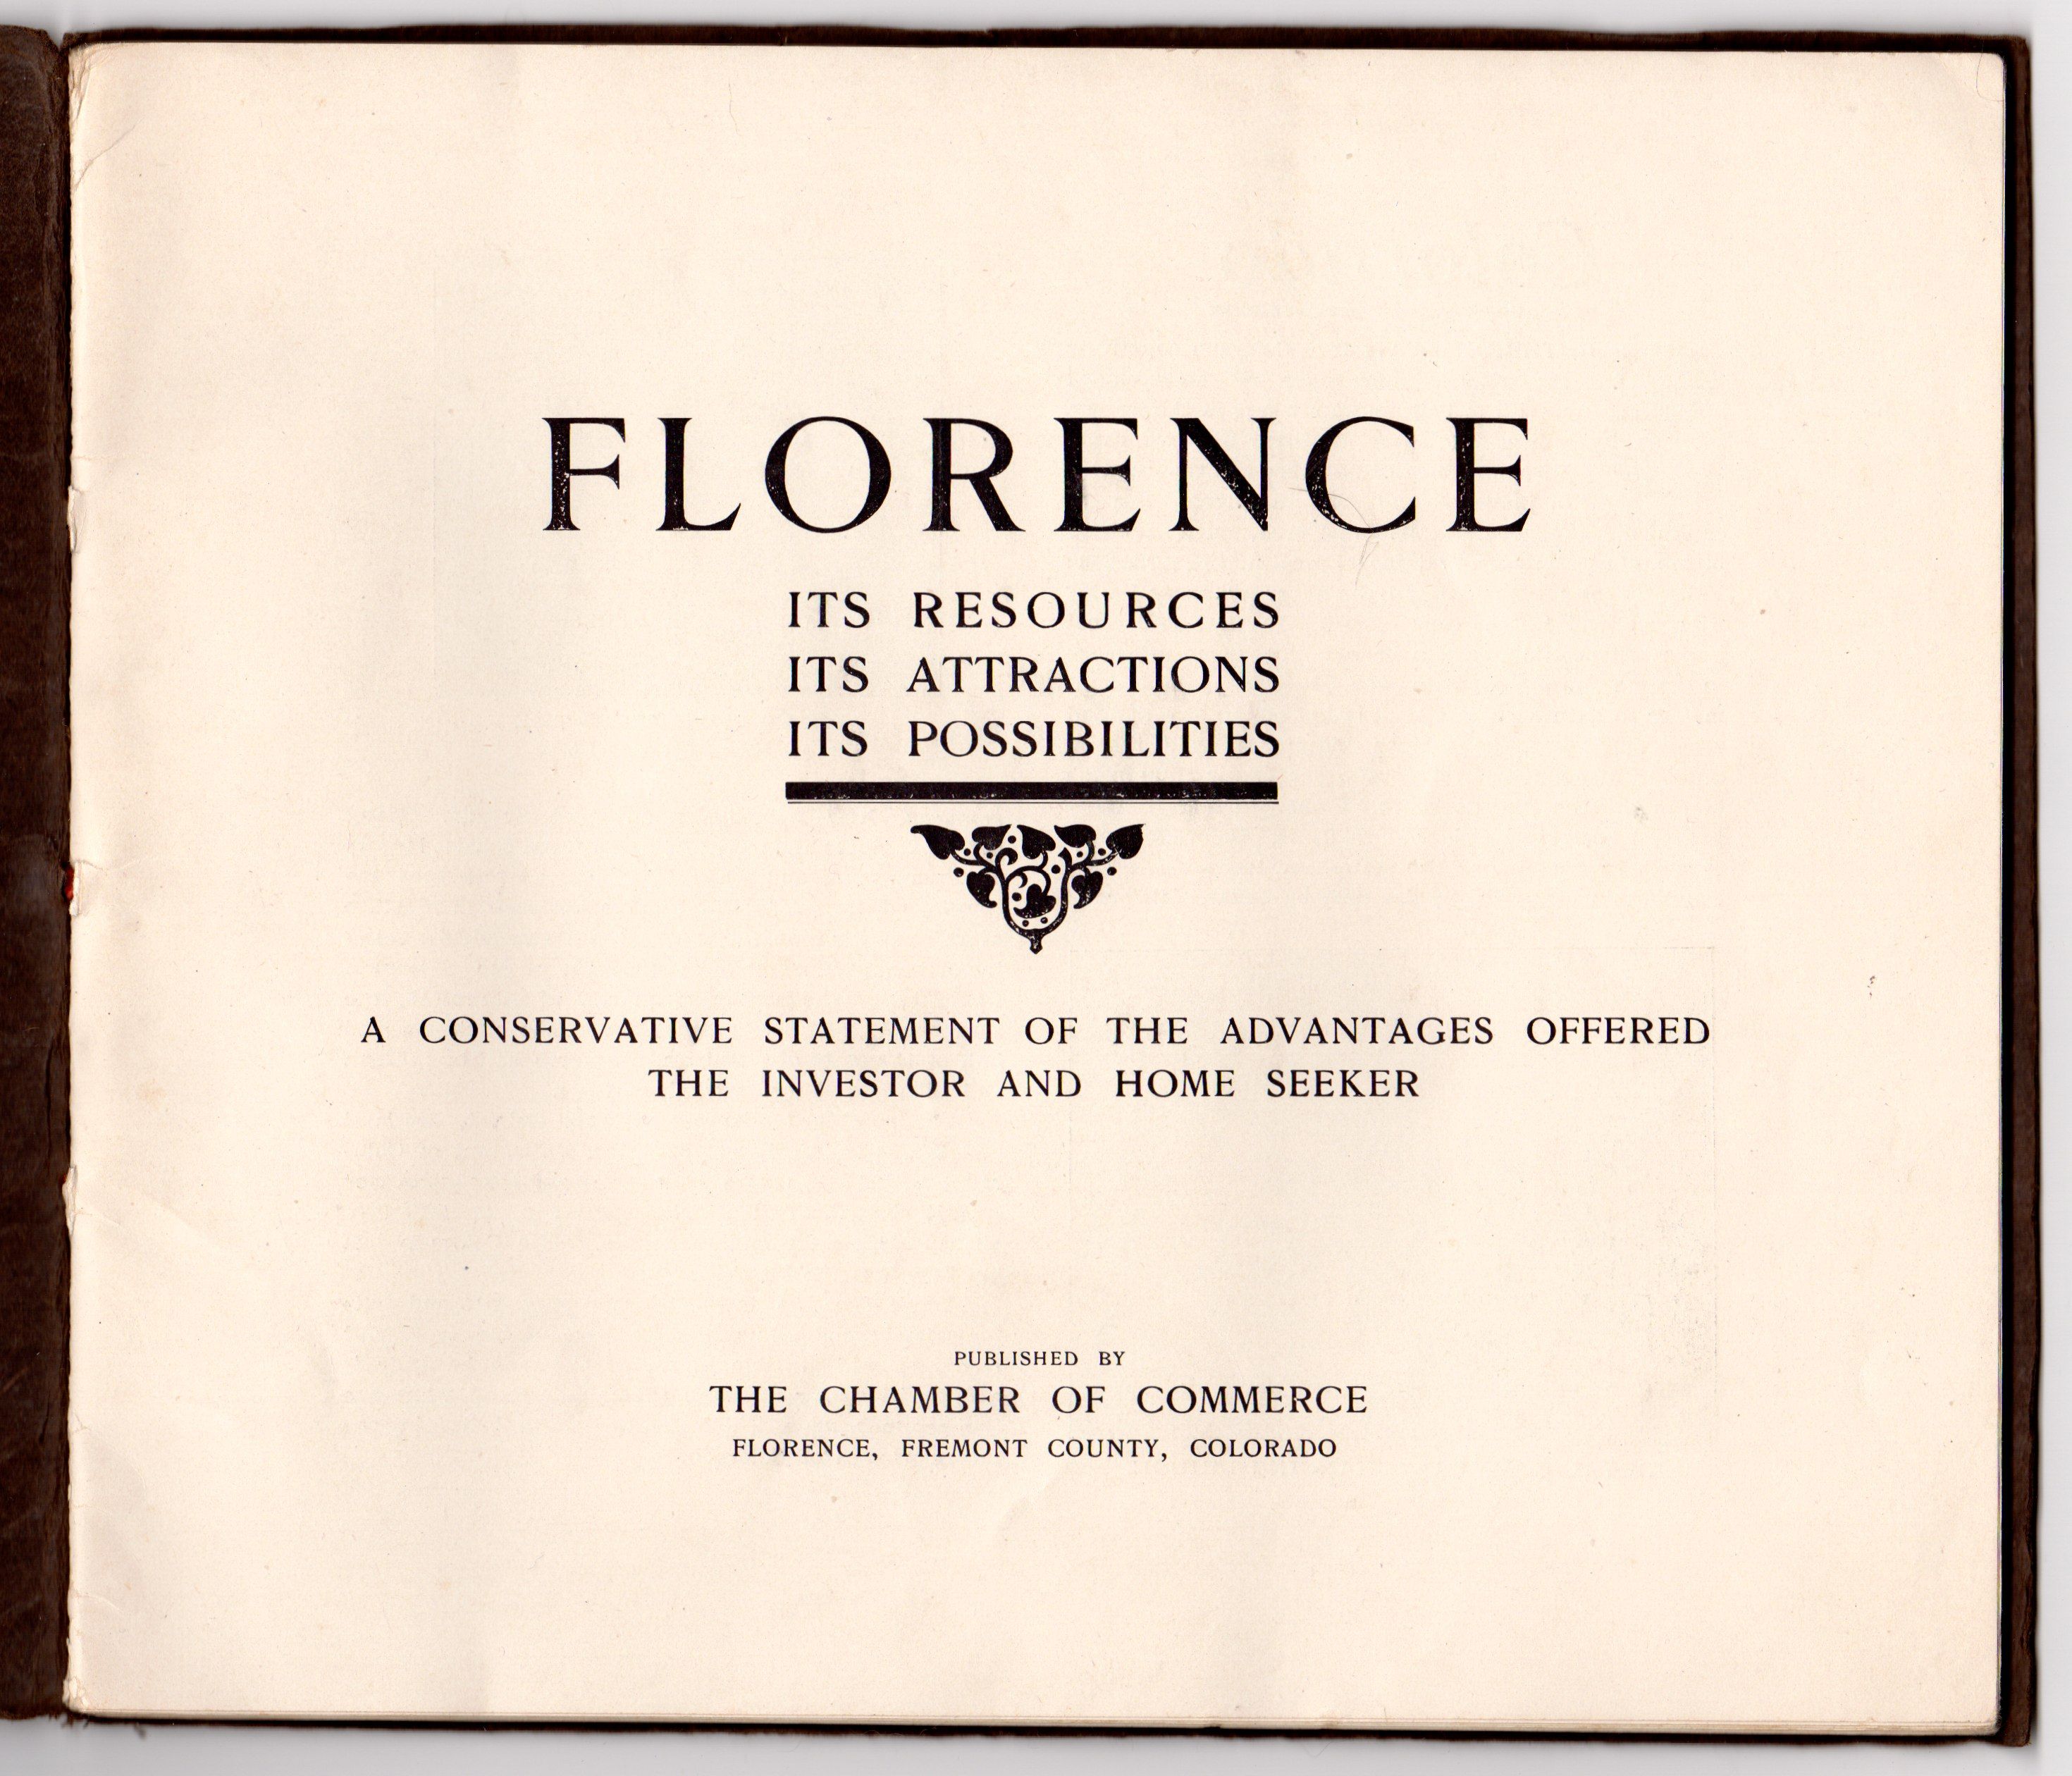 FLORENCE
ITS RESOURCES
ITS ATTRACTIONS
ITS POSSIBILITIES
A CONSERVATIVE STATEMENT OF THE ADVANTAGES OFFERED
THE INVESTOR AND HOME SEEKER
PUBLISHED BY
THE CHAMBER OF COMMERCE
FLORENCE, FREMONT COUNTY, COLORADO